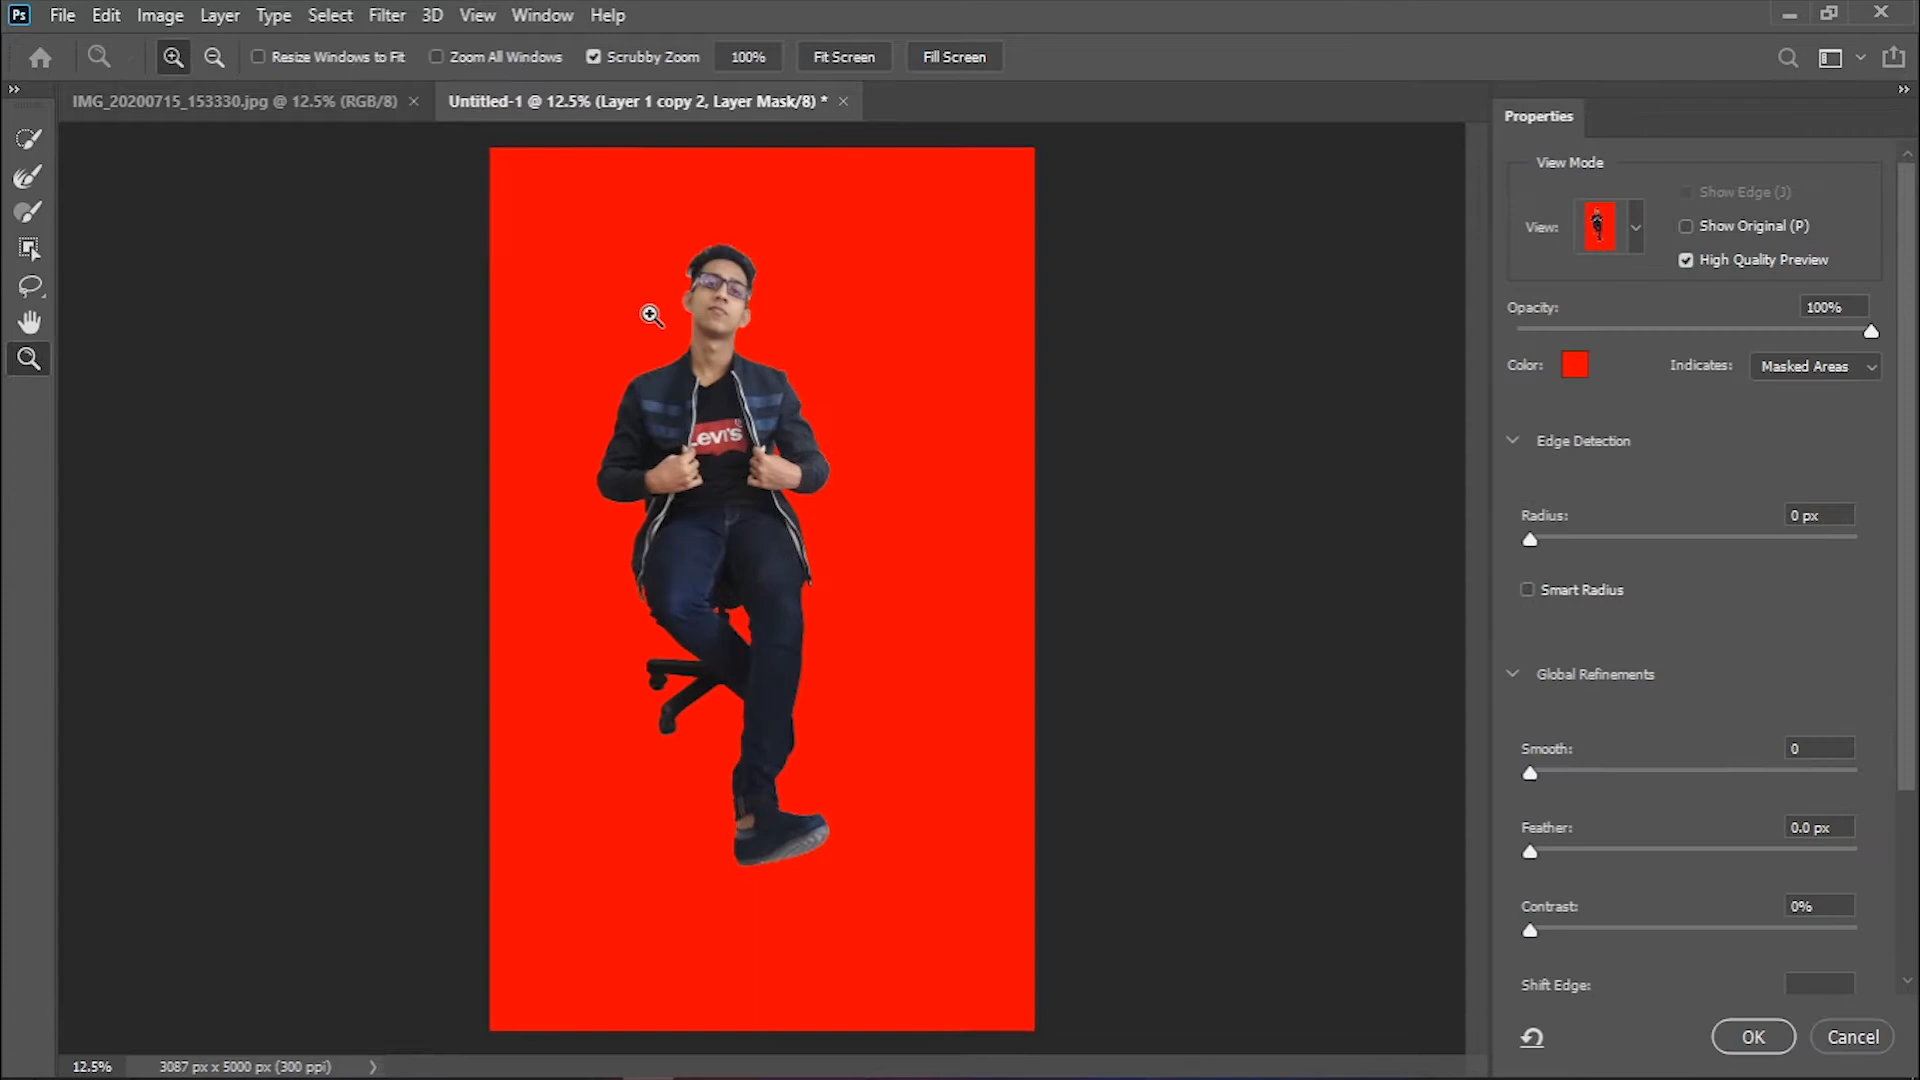 Ps File Edit Image Layer Type Select Filter 3D View Window Help
Resize Windows to Fit Zoom All Windows Scrubby Zoom 100% Fit Screen Fill Screen
IMG_20200715_153330.jpg @ 12.5% (RGB/8) × Untitled-1 @ 12.5% (Layer 1 copy 2, Layer Mask/8) * ×
Properties
View Mode
Show Edge (J)
View:
Show Original (P)
High Quality Preview
Opacity: 100%
Color: Indicates: Masked Areas
Levi's
Edge Detection
Radius: 0 px
Smart Radius
Global Refinements
Smooth: 0
Feather: 0.0 px
Contrast: 0%
Shift Edge:
OK Cancel
12.5% 3087 px x 5000 px (300 ppi)